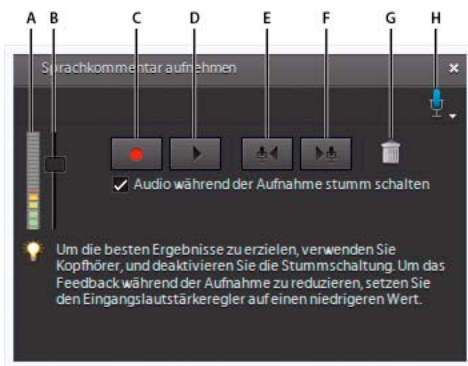 A B C D E F G H
Sprachkommentar aufnehmen
Audio während der Aufnahme stumm schalten
Um die besten Ergebnisse zu erzielen, verwenden Sie
Kopfhörer, und deaktivieren Sie die Stummschaltung. Um das
Feedback während der Aufnahme zu reduzieren, setzen Sie
den Eingangslautstärkeregler auf einen niedrigeren Wert.